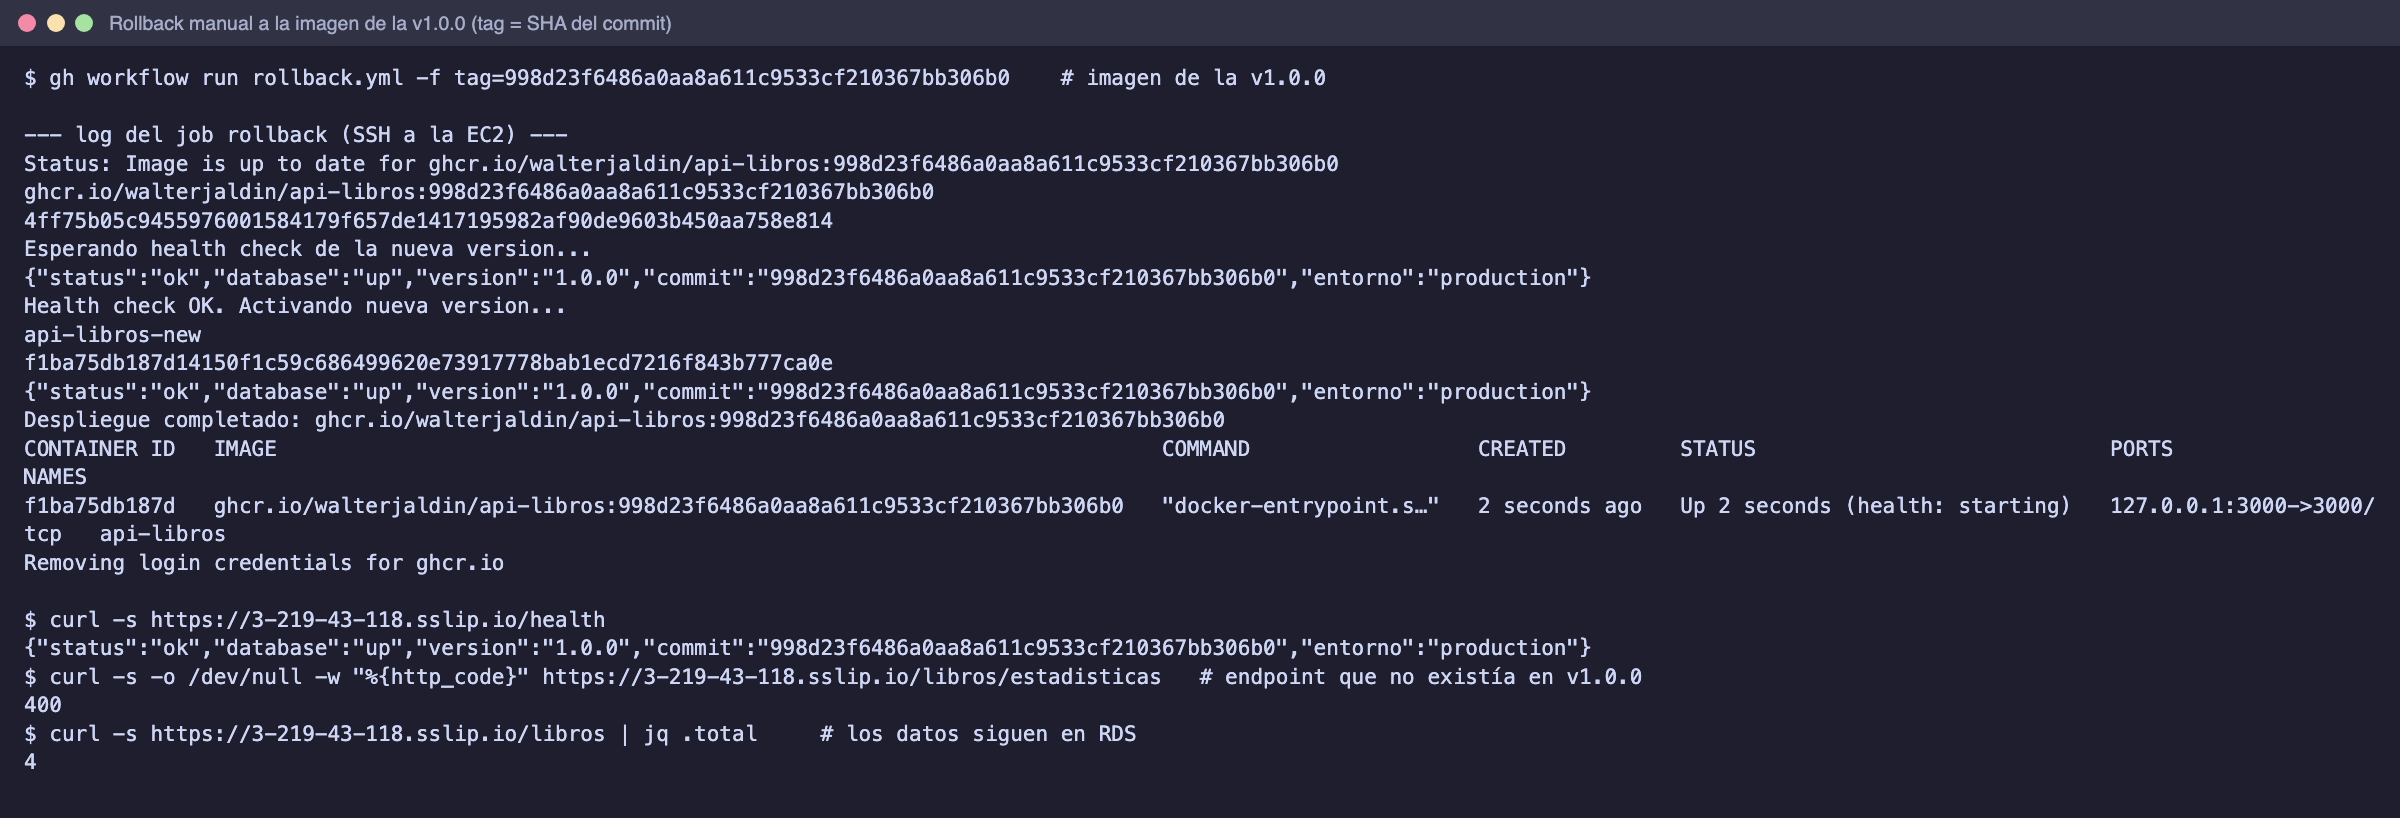 Rollback manual a la imagen de la v1.0.0 (tag = SHA del commit)
$ gh workflow run rollback.yml -f tag=998d23f6486a0aa8a611c9533cf210367bb306b0    # imagen de la v1.0.0
--- log del job rollback (SSH a la EC2) ---
Status: Image is up to date for ghcr.io/walterjaldin/api-libros:998d23f6486a0aa8a611c9533cf210367bb306b0
ghcr.io/walterjaldin/api-libros:998d23f6486a0aa8a611c9533cf210367bb306b0
4ff75b05c9455976001584179f657de1417195982af90de9603b450aa758e814
Esperando health check de la nueva version...
{"status":"ok","database":"up","version":"1.0.0","commit":"998d23f6486a0aa8a611c9533cf210367bb306b0","entorno":"production"}
Health check OK. Activando nueva version...
api-libros-new
f1ba75db187d14150f1c59c686499620e73917778bab1ecd7216f843b777ca0e
{"status":"ok","database":"up","version":"1.0.0","commit":"998d23f6486a0aa8a611c9533cf210367bb306b0","entorno":"production"}
Despliegue completado: ghcr.io/walterjaldin/api-libros:998d23f6486a0aa8a611c9533cf210367bb306b0
CONTAINER ID   IMAGE                                                                      COMMAND                  CREATED         STATUS                            PORTS
NAMES
f1ba75db187d   ghcr.io/walterjaldin/api-libros:998d23f6486a0aa8a611c9533cf210367bb306b0   "docker-entrypoint.s…"   2 seconds ago   Up 2 seconds (health: starting)   127.0.0.1:3000->3000/
tcp   api-libros
Removing login credentials for ghcr.io
$ curl -s https://3-219-43-118.sslip.io/health
{"status":"ok","database":"up","version":"1.0.0","commit":"998d23f6486a0aa8a611c9533cf210367bb306b0","entorno":"production"}
$ curl -s -o /dev/null -w "%{http_code}" https://3-219-43-118.sslip.io/libros/estadisticas   # endpoint que no existía en v1.0.0
400
$ curl -s https://3-219-43-118.sslip.io/libros | jq .total     # los datos siguen en RDS
4